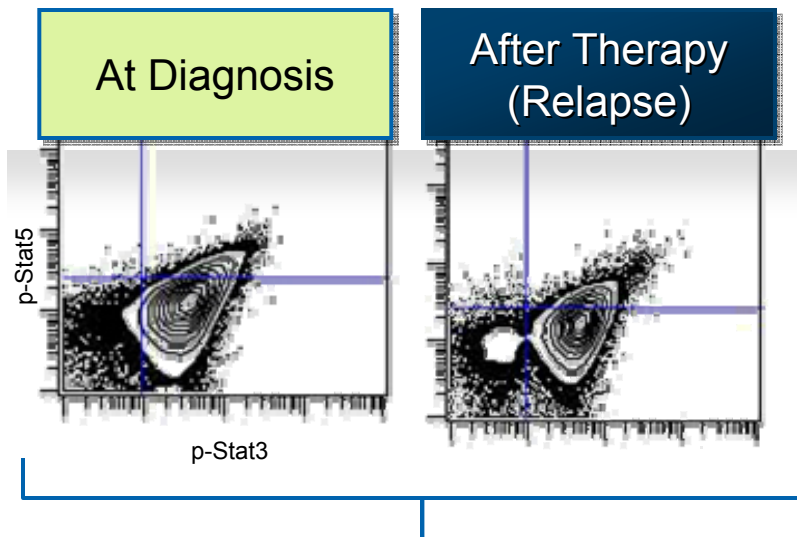 At Diagnosis
After Therapy
(Relapse)
p-Stat5
p-Stat3